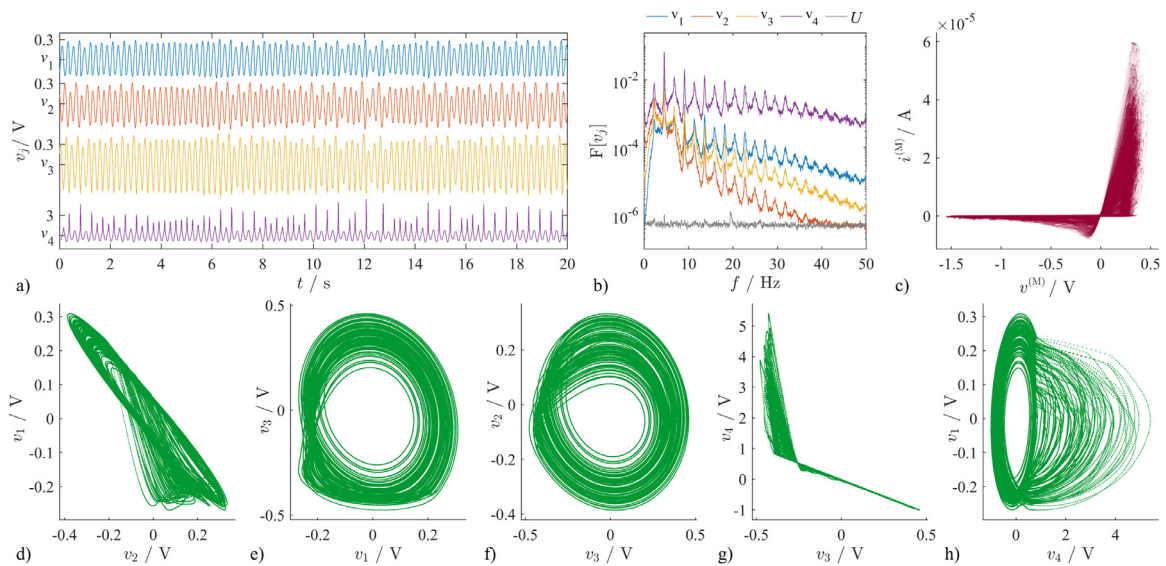 v₁ v₂ v₃ v₄ U
0.3
v₁
0.3
v₂
0.3
v₃
3
v₄
vⱼ / V
0 2 4 6 8 10 12 14 16 18 20
t / s
a)
10⁻²
10⁻⁴
10⁻⁶
F[vⱼ]
0 10 20 30 40 50
f / Hz
b)
×10⁻⁵
6
4
2
0
i⁽ᴹ⁾ / A
-1.5 -1 -0.5 0 0.5
v⁽ᴹ⁾ / V
c)
0.3
0.2
0.1
0
-0.1
-0.2
v₁ / V
-0.4 -0.2 0 0.2
v₂ / V
d)
0.5
0
-0.5
v₃ / V
-0.2 0 0.2
v₁ / V
e)
0.4
0.2
0
-0.2
-0.4
v₂ / V
-0.5 0 0.5
v₃ / V
f)
5
4
3
2
1
0
-1
v₄ / V
-0.5 0 0.5
v₃ / V
g)
0.3
0.2
0.1
0
-0.1
-0.2
v₁ / V
0 2 4
v₄ / V
h)